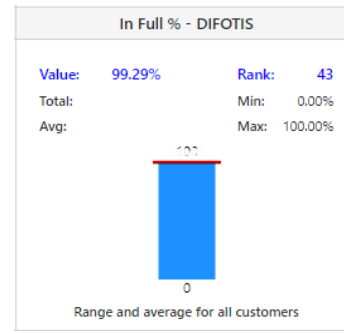 In Full % - DIFOTIS
Value: 99.29% Rank: 43
Total: Min: 0.00%
Avg: Max: 100.00%
0
Range and average for all customers